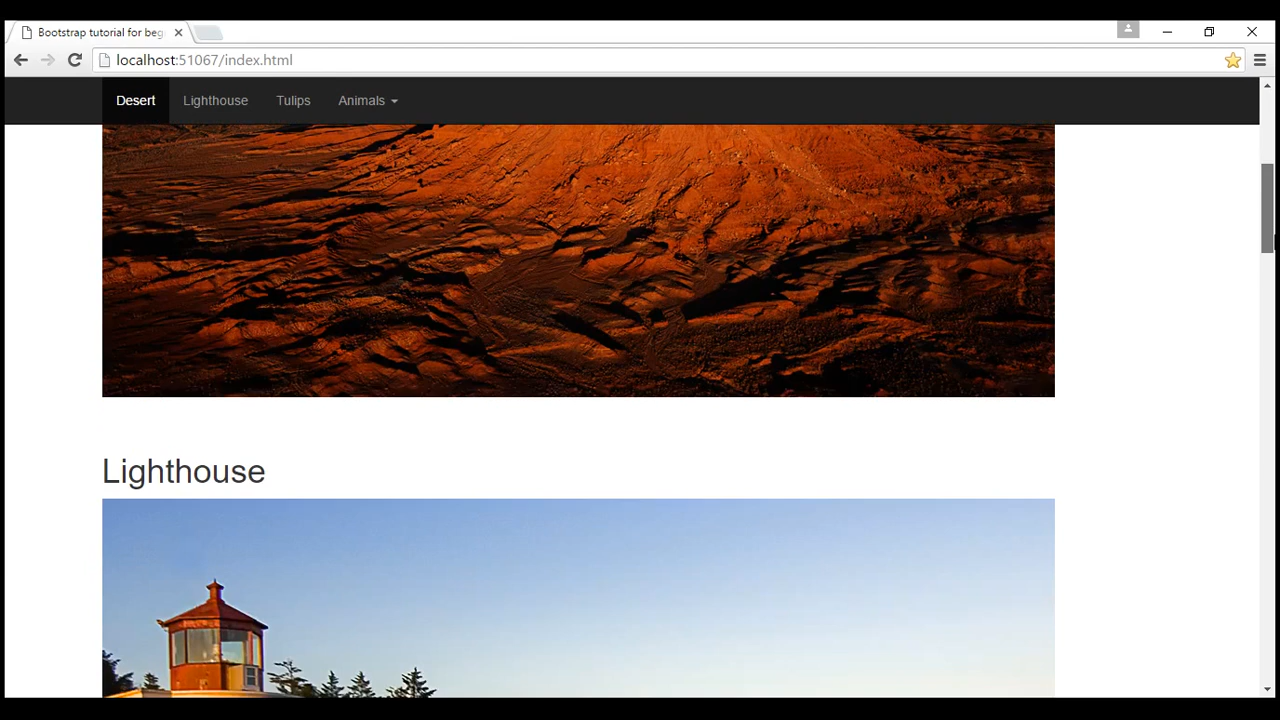 Bootstrap tutorial for beg
localhost:51067/index.html
Desert Lighthouse Tulips Animals
Lighthouse